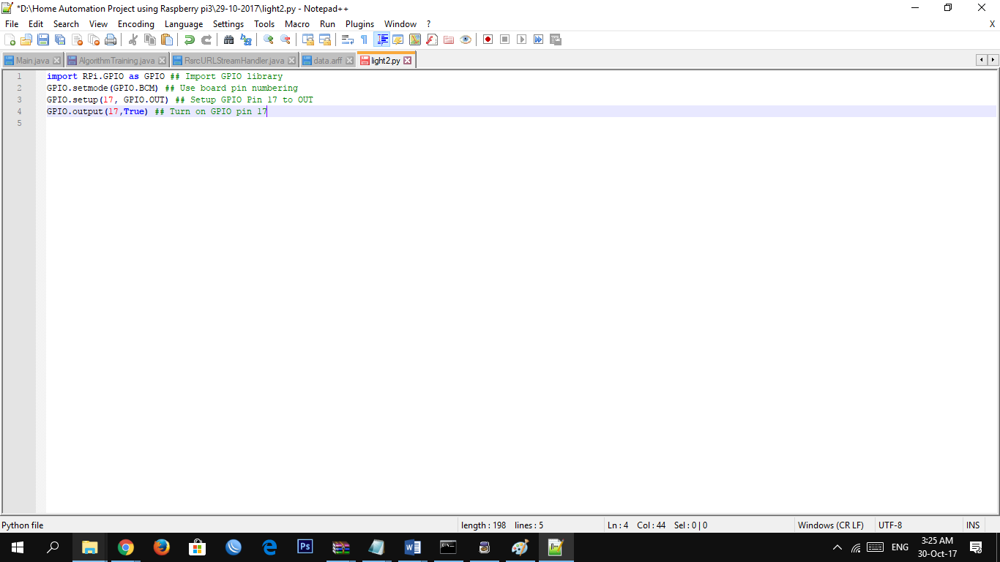 *D:\Home Automation Project using Raspberry pi3\29-10-2017\light2.py - Notepad++
File Edit Search View Encoding Language Settings Tools Macro Run Plugins Window ? X
Main.java AlgorithmTraining.java RsrcURLStreamHandler.java data.arff light2.py
1 import RPi.GPIO as GPIO ## Import GPIO library
2 GPIO.setmode(GPIO.BCM) ## Use board pin numbering
3 GPIO.setup(17, GPIO.OUT) ## Setup GPIO Pin 17 to OUT
4 GPIO.output(17,True) ## Turn on GPIO pin 17
5
Python file length : 198 lines : 5 Ln : 4 Col : 44 Sel : 0 | 0 Windows (CR LF) UTF-8 INS
Ps ENG 3:25 AM
30-Oct-17